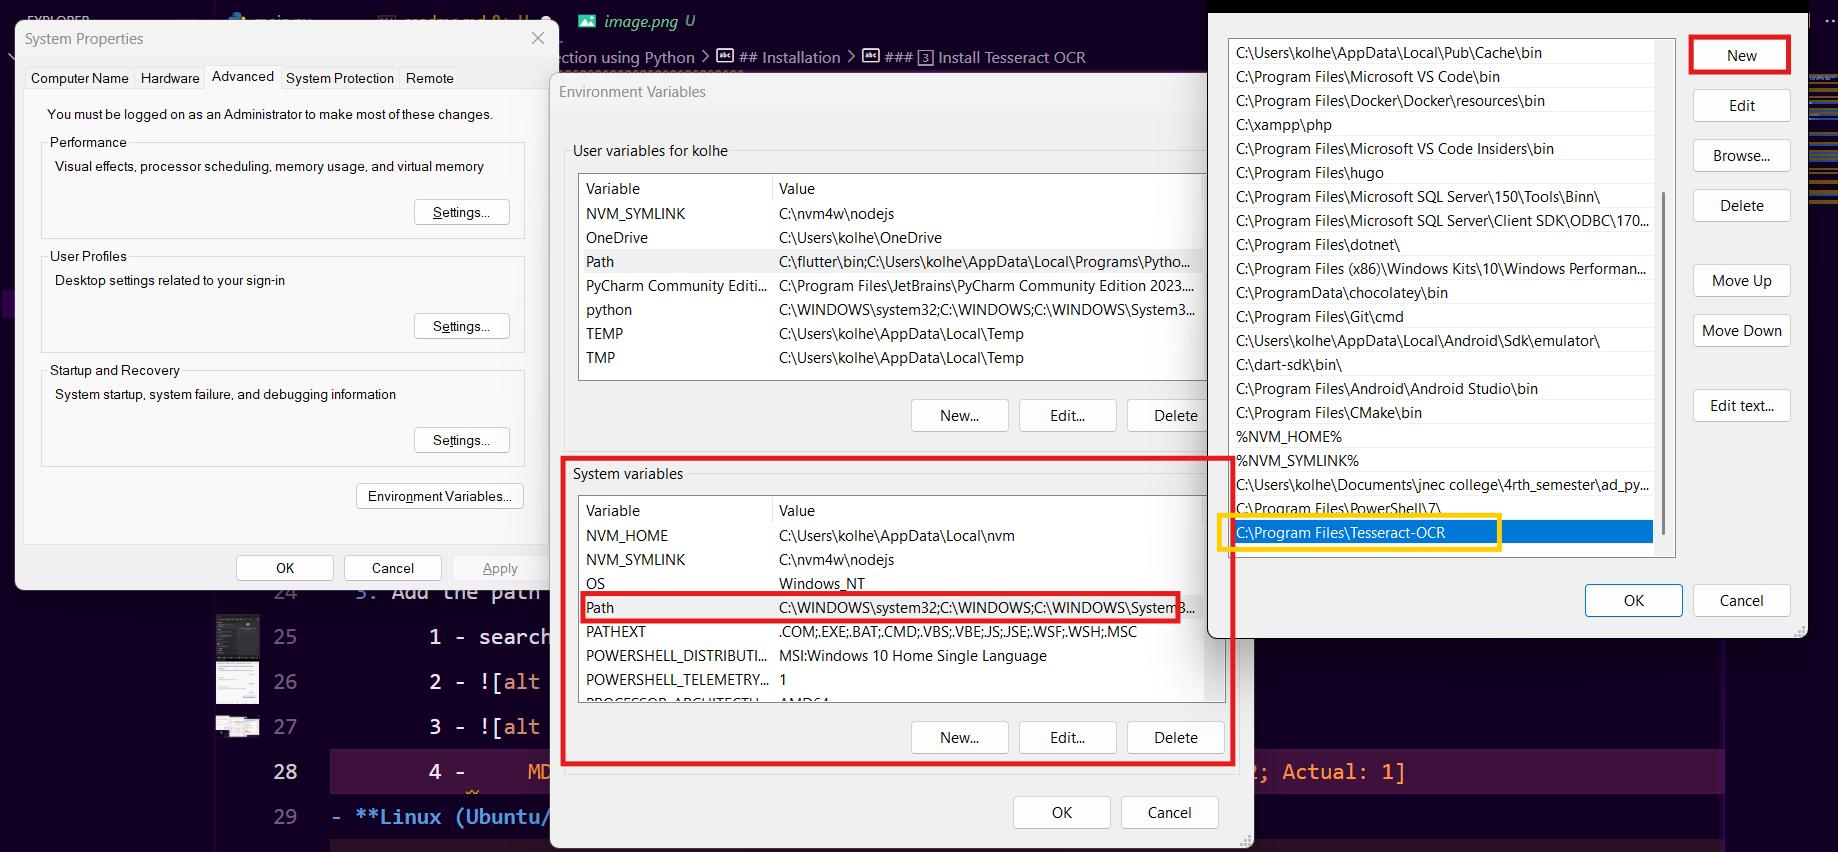 EXPLORER
image.png U
ection using Python > ## Installation > ### 3 Install Tesseract OCR
System Properties
Computer Name
Hardware
Advanced
System Protection
Remote
You must be logged on as an Administrator to make most of these changes.
Performance
Visual effects, processor scheduling, memory usage, and virtual memory
Settings...
User Profiles
Desktop settings related to your sign-in
Settings...
Startup and Recovery
System startup, system failure, and debugging information
Settings...
Environment Variables...
OK
Cancel
Apply
Environment Variables
User variables for kolhe
Variable Value
NVM_SYMLINK C:\nvm4w\nodejs
OneDrive C:\Users\kolhe\OneDrive
Path C:\flutter\bin;C:\Users\kolhe\AppData\Local\Programs\Pytho...
PyCharm Community Editi... C:\Program Files\JetBrains\PyCharm Community Edition 2023....
python C:\WINDOWS\system32;C:\WINDOWS;C:\WINDOWS\System3...
TEMP C:\Users\kolhe\AppData\Local\Temp
TMP C:\Users\kolhe\AppData\Local\Temp
New...
Edit...
Delete
System variables
Variable Value
NVM_HOME C:\Users\kolhe\AppData\Local\nvm
NVM_SYMLINK C:\nvm4w\nodejs
OS Windows_NT
Path C:\WINDOWS\system32;C:\WINDOWS;C:\WINDOWS\System3...
PATHEXT .COM;.EXE;.BAT;.CMD;.VBS;.VBE;.JS;.JSE;.WSF;.WSH;.MSC
POWERSHELL_DISTRIBUTI... MSI:Windows 10 Home Single Language
POWERSHELL_TELEMETRY... 1
New...
Edit...
Delete
OK
Cancel
C:\Users\kolhe\AppData\Local\Pub\Cache\bin
C:\Program Files\Microsoft VS Code\bin
C:\Program Files\Docker\Docker\resources\bin
C:\xampp\php
C:\Program Files\Microsoft VS Code Insiders\bin
C:\Program Files\hugo
C:\Program Files\Microsoft SQL Server\150\Tools\Binn\
C:\Program Files\Microsoft SQL Server\Client SDK\ODBC\170...
C:\Program Files\dotnet\
C:\Program Files (x86)\Windows Kits\10\Windows Performan...
C:\ProgramData\chocolatey\bin
C:\Program Files\Git\cmd
C:\Users\kolhe\AppData\Local\Android\Sdk\emulator\
C:\dart-sdk\bin\
C:\Program Files\Android\Android Studio\bin
C:\Program Files\CMake\bin
%NVM_HOME%
%NVM_SYMLINK%
C:\Users\kolhe\Documents\jnec college\4rth_semester\ad_py...
C:\Program Files\PowerShell\7\
C:\Program Files\Tesseract-OCR
New
Edit
Browse...
Delete
Move Up
Move Down
Edit text...
OK
Cancel
24 3. Add the path
25 1 - search
26 2 - ![alt
27 3 - ![alt
28 4 - MD 2; Actual: 1]
29 - **Linux (Ubuntu/